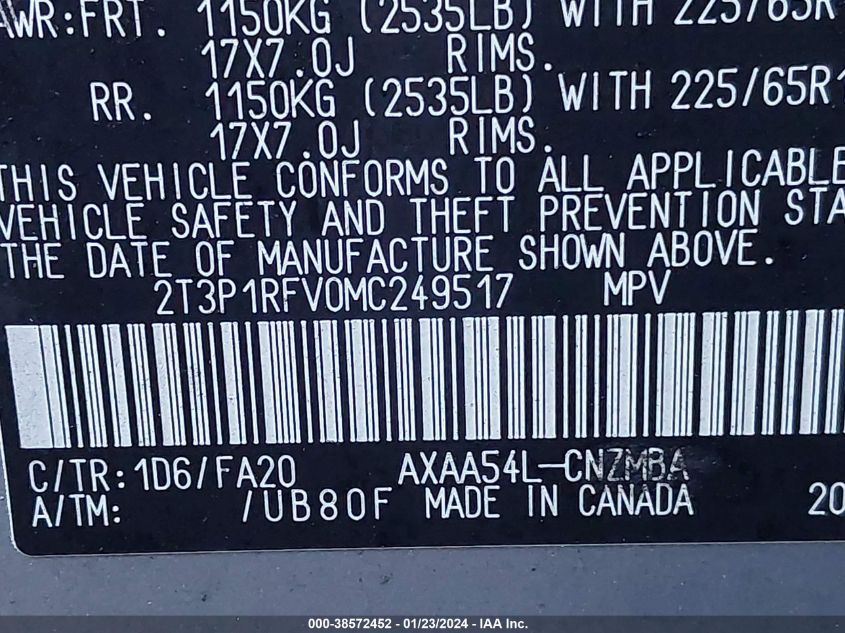 AWR:FRT. 1150KG (2535LB) WITH 225/65R1
17X7.0J RIMS.
RR. 1150KG (2535LB) WITH 225/65R1
17X7.0J RIMS.
THIS VEHICLE CONFORMS TO ALL APPLICABLE
VEHICLE SAFETY AND THEFT PREVENTION STA
THE DATE OF MANUFACTURE SHOWN ABOVE.
2T3P1RFV0MC249517 MPV
C/TR:1D6/FA20 AXAA54L-CNZMBA
A/TM: /UB80F MADE IN CANADA 20
000-38572452 - 01/23/2024 - IAA Inc.